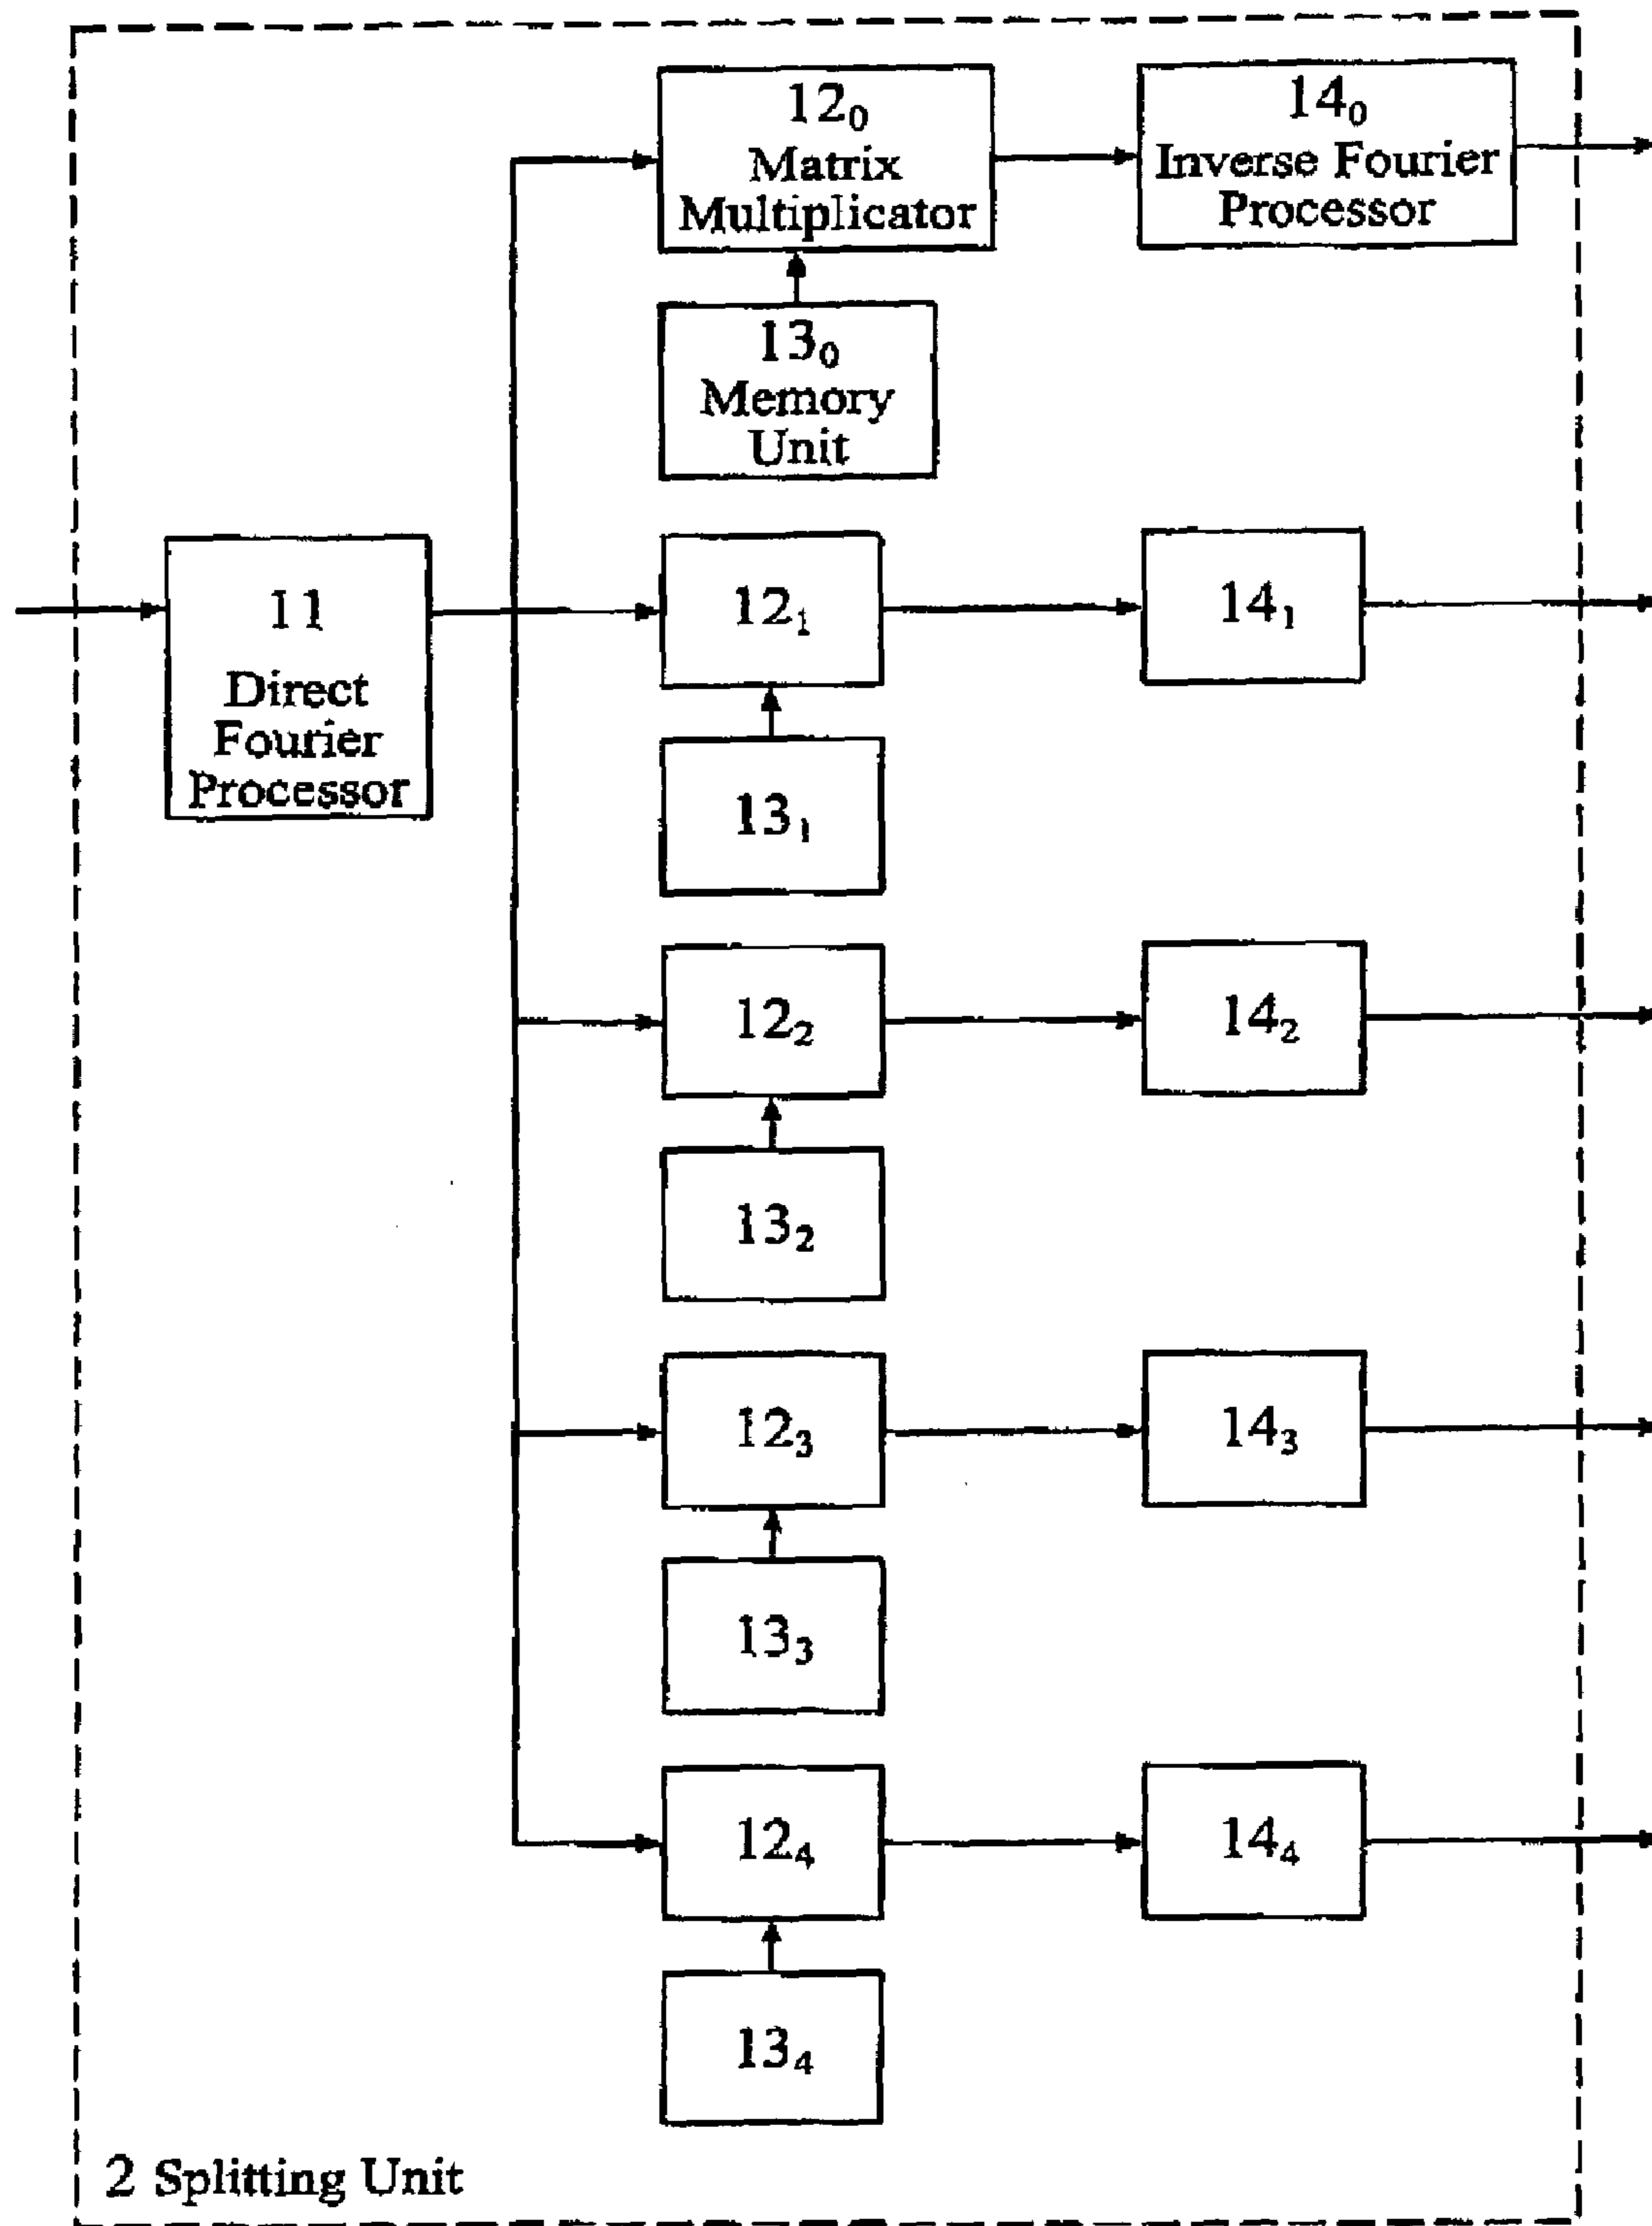 12₀
Matrix
Multiplicator
14₀
Inverse Fourier
Processor
13₀
Memory
Unit
11
Direct
Fourier
Processor
12₁
14₁
13₁
12₂
14₂
13₂
12₃
14₃
13₃
12₄
14₄
13₄
2 Splitting Unit